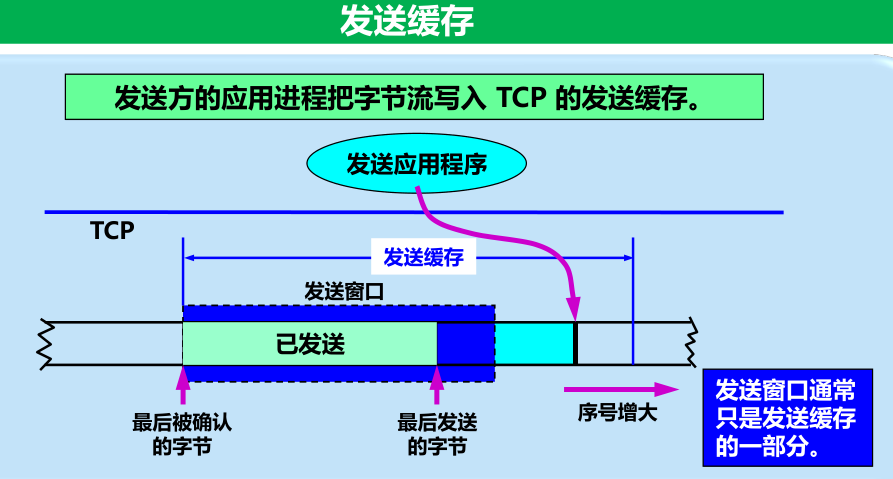 发送缓存
发送方的应用进程把字节流写入 TCP 的发送缓存。
发送应用程序
TCP
发送缓存
发送窗口
已发送
最后被确认
的字节
最后发送
的字节
序号增大
发送窗口通常
只是发送缓存
的一部分。